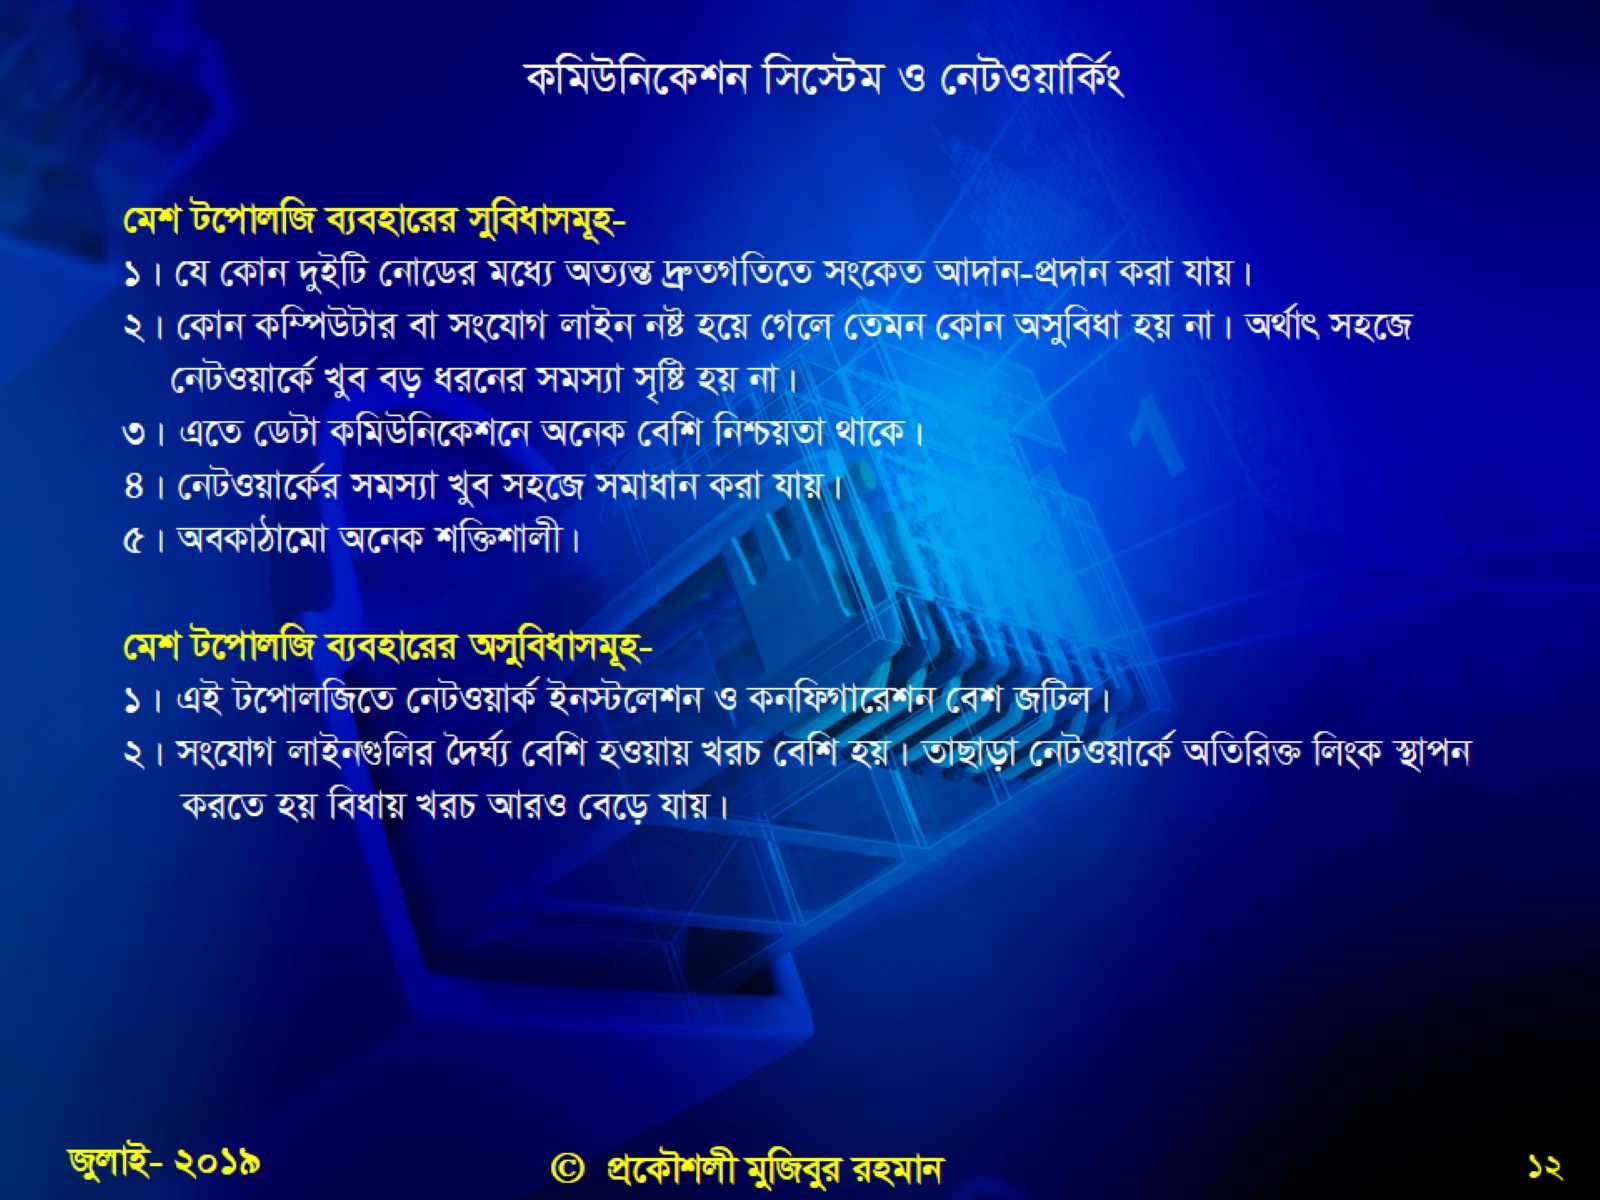 কমিউনিকেশন সিস্টেম ও নেটওয়ার্কিং
মেশ টপোলজি ব্যবহারের সুবিধাসমূহ-
১। যে কোন দুইটি নোডের মধ্যে অত্যন্ত দ্রুতগতিতে সংকেত আদান-প্রদান করা যায়।
২। কোন কম্পিউটার বা সংযোগ লাইন নষ্ট হয়ে গেলে তেমন কোন অসুবিধা হয় না। অর্থাৎ সহজে
নেটওয়ার্কে খুব বড় ধরনের সমস্যা সৃষ্টি হয় না।
৩। এতে ডেটা কমিউনিকেশনে অনেক বেশি নিশ্চয়তা থাকে।
৪। নেটওয়ার্কের সমস্যা খুব সহজে সমাধান করা যায়।
৫। অবকাঠামো অনেক শক্তিশালী।
মেশ টপোলজি ব্যবহারের অসুবিধাসমূহ-
১। এই টপোলজিতে নেটওয়ার্ক ইনস্টলেশন ও কনফিগারেশন বেশ জটিল।
২। সংযোগ লাইনগুলির দৈর্ঘ্য বেশি হওয়ায় খরচ বেশি হয়। তাছাড়া নেটওয়ার্কে অতিরিক্ত লিংক স্থাপন
করতে হয় বিধায় খরচ আরও বেড়ে যায়।
1
জুলাই- ২০১৯
© প্রকৌশলী মুজিবুর রহমান
১২